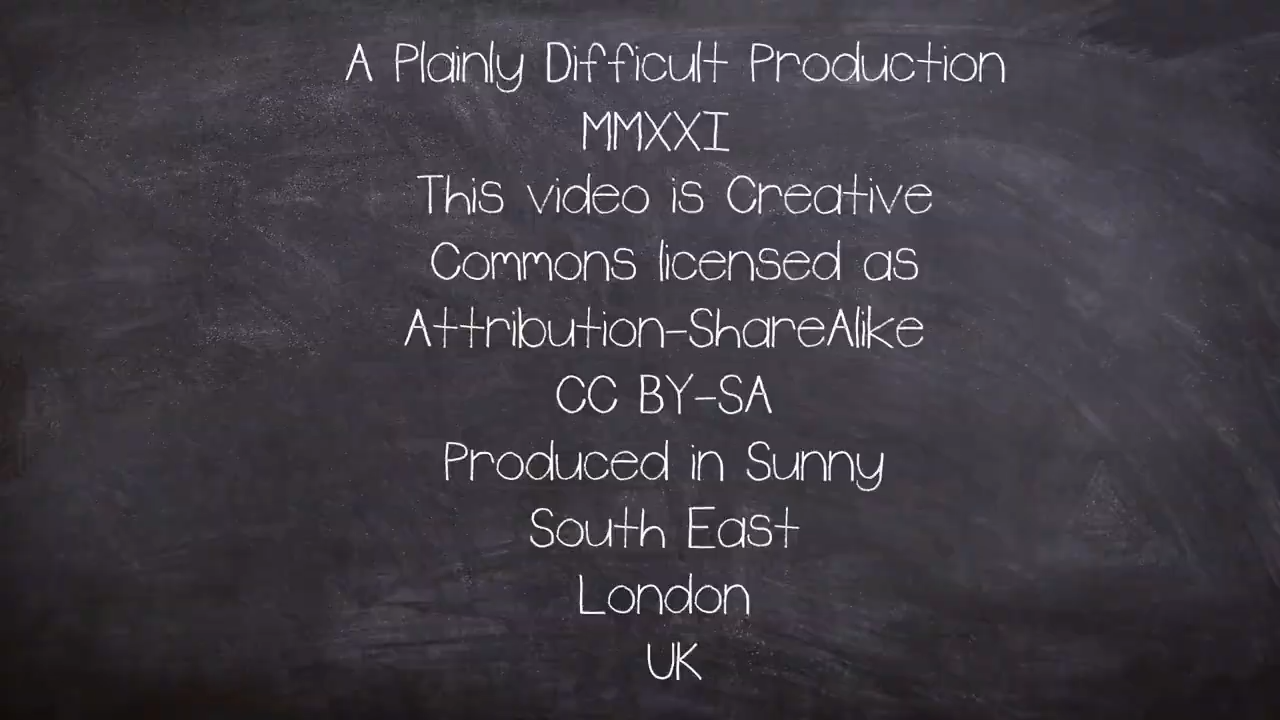 A Plainly Difficult Production
MMXXI
This video is Creative
Commons licensed as
Attribution-ShareAlike
CC BY-SA
Produced in Sunny
South East
London
UK